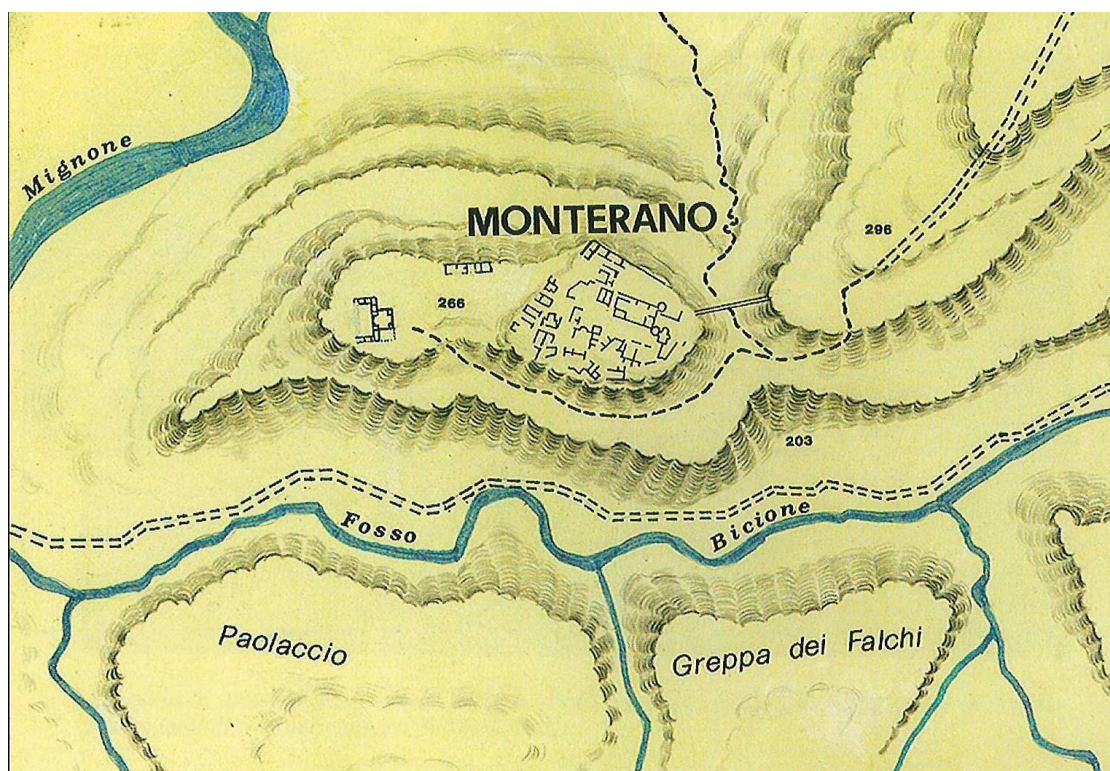 Mignone
MONTERANO
296
266
203
Fosso
Bicione
Paolaccio
Greppa dei Falchi